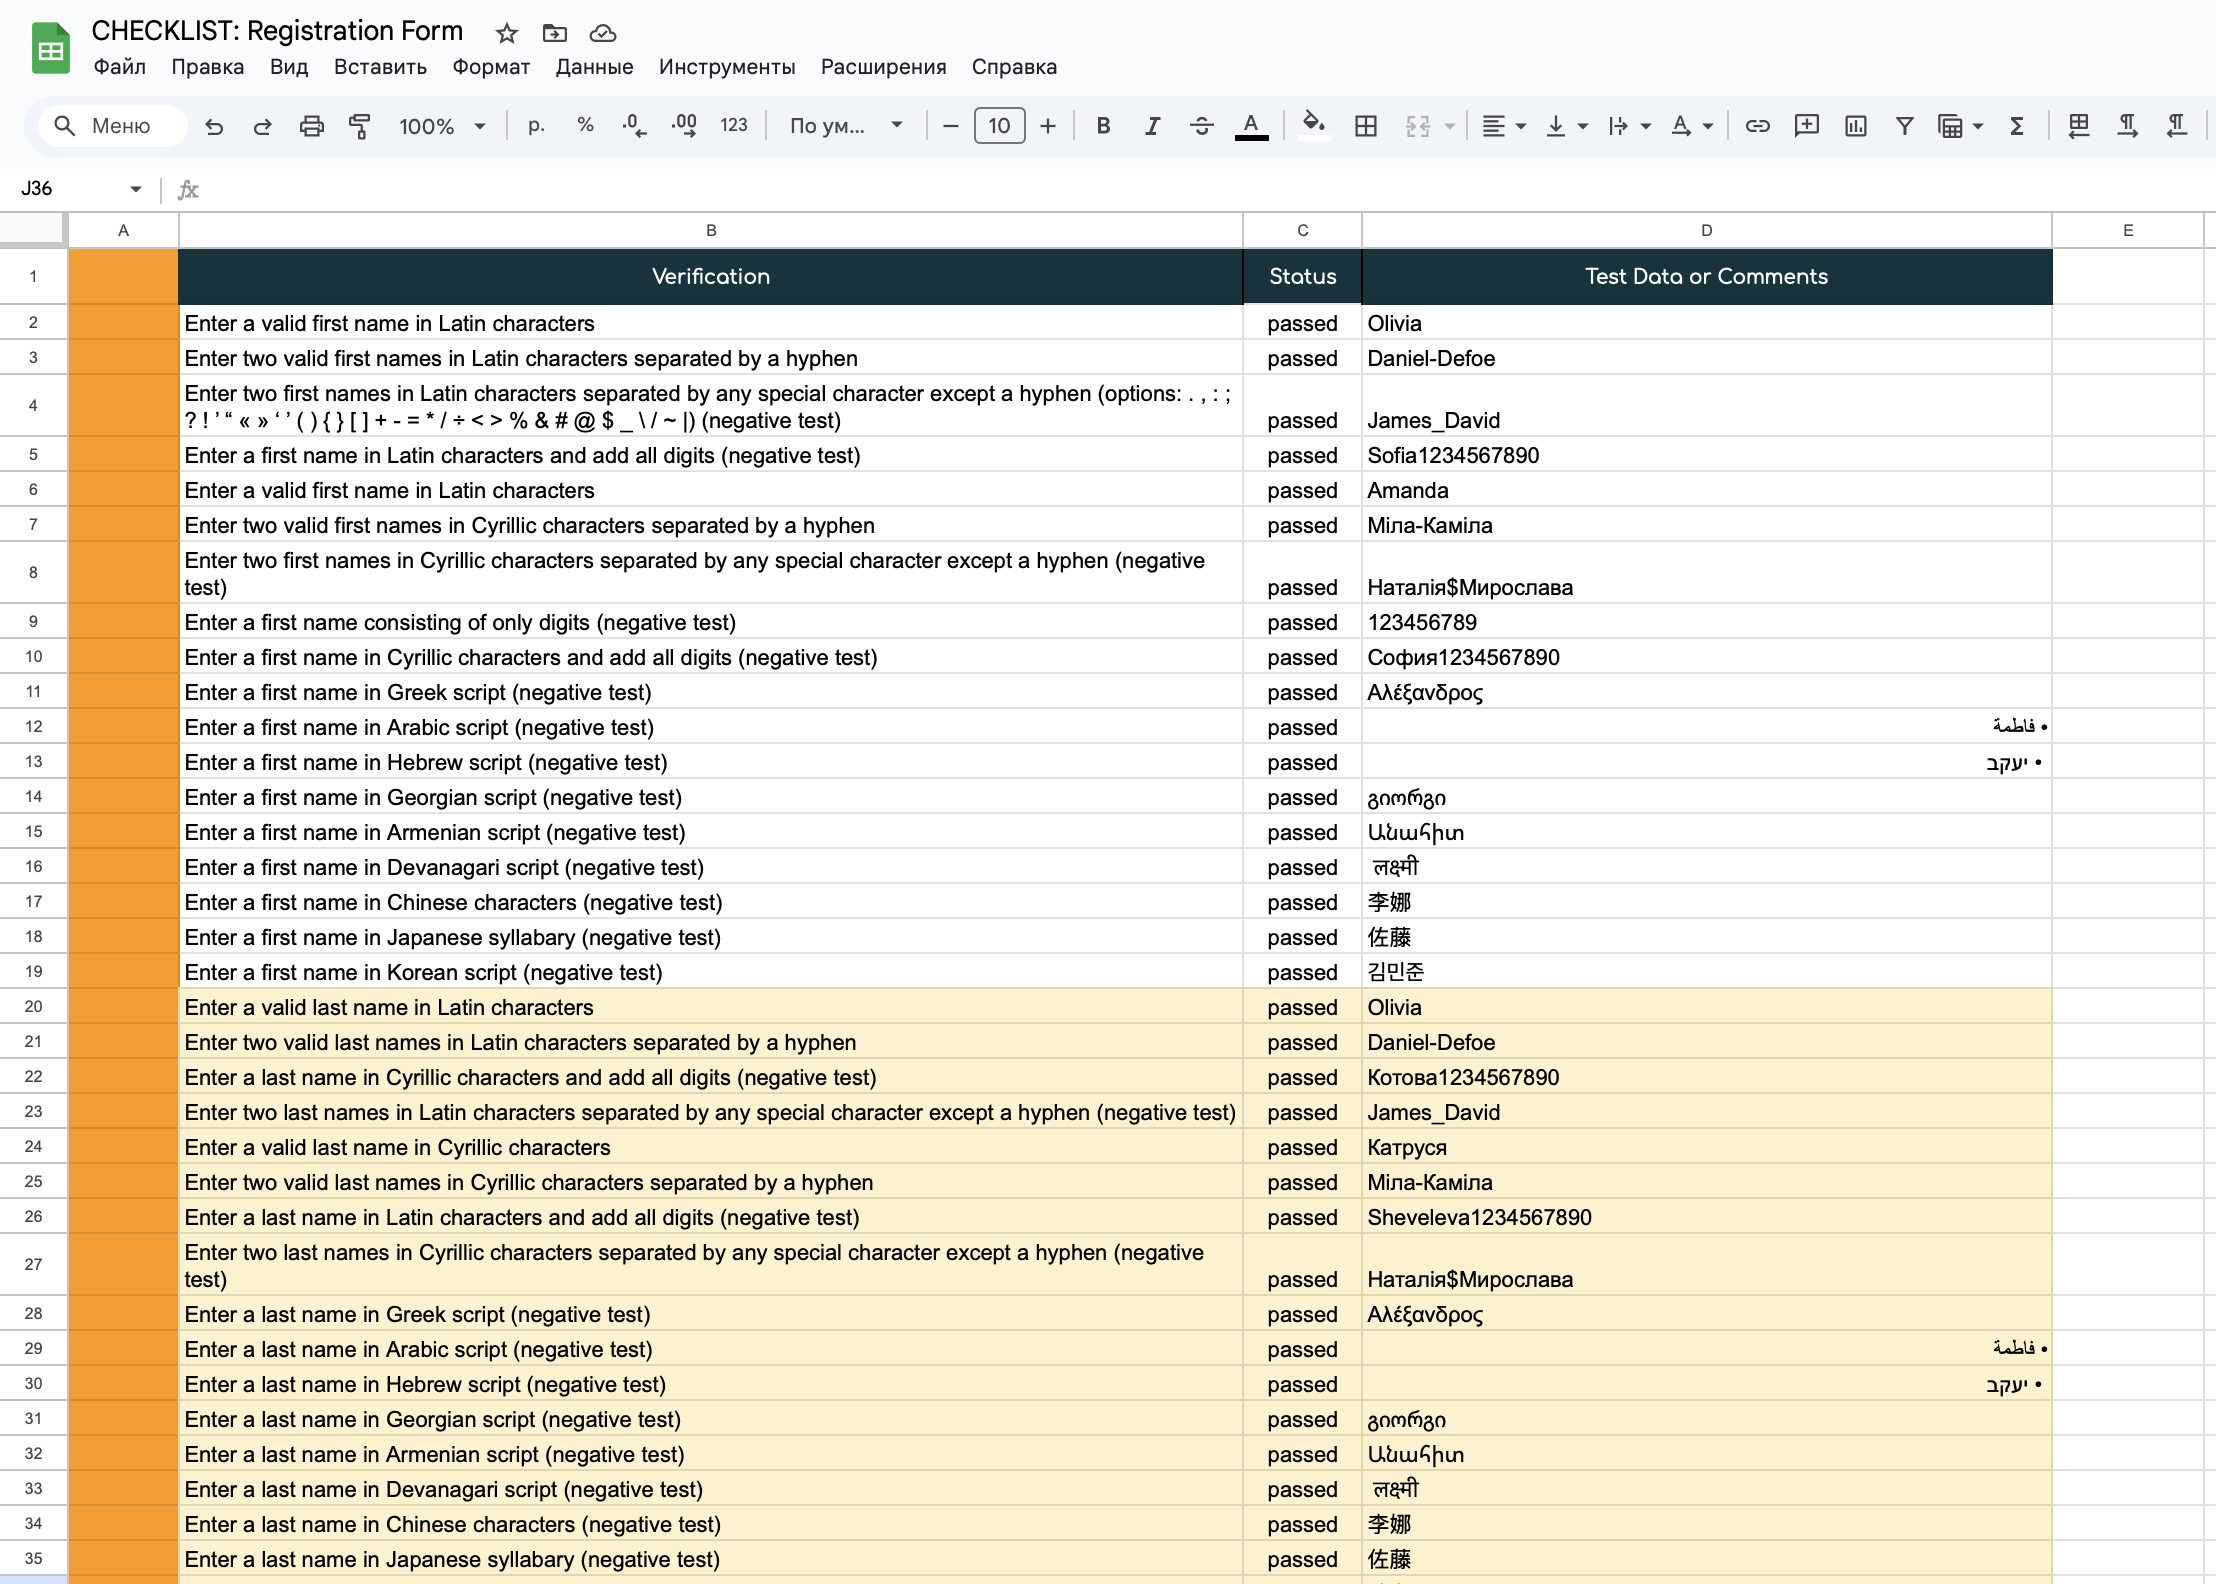 CHECKLIST: Registration Form
Файл Правка Вид Вставить Формат Данные Инструменты Расширения Справка
Меню 100% р. % .0 .00 123 По ум... 10 B I A A Σ
J36 fx
A B C D E
1 Verification Status Test Data or Comments
2 Enter a valid first name in Latin characters passed Olivia
3 Enter two valid first names in Latin characters separated by a hyphen passed Daniel-Defoe
4 Enter two first names in Latin characters separated by any special character except a hyphen (options: . , : ;
? ! ’ “ « » ‘ ’ ( ) { } [ ] + - = * / ÷ < > % & # @ $ _ \ / ~ |) (negative test) passed James_David
5 Enter a first name in Latin characters and add all digits (negative test) passed Sofia1234567890
6 Enter a valid first name in Latin characters passed Amanda
7 Enter two valid first names in Cyrillic characters separated by a hyphen passed Міла-Каміла
8 Enter two first names in Cyrillic characters separated by any special character except a hyphen (negative
test) passed Наталія$Мирослава
9 Enter a first name consisting of only digits (negative test) passed 123456789
10 Enter a first name in Cyrillic characters and add all digits (negative test) passed София1234567890
11 Enter a first name in Greek script (negative test) passed Αλέξανδρος
12 Enter a first name in Arabic script (negative test) passed • فاطمة
13 Enter a first name in Hebrew script (negative test) passed • יעקב
14 Enter a first name in Georgian script (negative test) passed გიორგი
15 Enter a first name in Armenian script (negative test) passed Անահիտ
16 Enter a first name in Devanagari script (negative test) passed लक्ष्मी
17 Enter a first name in Chinese characters (negative test) passed 李娜
18 Enter a first name in Japanese syllabary (negative test) passed 佐藤
19 Enter a first name in Korean script (negative test) passed 김민준
20 Enter a valid last name in Latin characters passed Olivia
21 Enter two valid last names in Latin characters separated by a hyphen passed Daniel-Defoe
22 Enter a last name in Cyrillic characters and add all digits (negative test) passed Котова1234567890
23 Enter two last names in Latin characters separated by any special character except a hyphen (negative test) passed James_David
24 Enter a valid last name in Cyrillic characters passed Катруся
25 Enter two valid last names in Cyrillic characters separated by a hyphen passed Міла-Каміла
26 Enter a last name in Latin characters and add all digits (negative test) passed Sheveleva1234567890
27 Enter two last names in Cyrillic characters separated by any special character except a hyphen (negative
test) passed Наталія$Мирослава
28 Enter a last name in Greek script (negative test) passed Αλέξανδρος
29 Enter a last name in Arabic script (negative test) passed • فاطمة
30 Enter a last name in Hebrew script (negative test) passed • יעקב
31 Enter a last name in Georgian script (negative test) passed გიორგი
32 Enter a last name in Armenian script (negative test) passed Անահիտ
33 Enter a last name in Devanagari script (negative test) passed लक्ष्मी
34 Enter a last name in Chinese characters (negative test) passed 李娜
35 Enter a last name in Japanese syllabary (negative test) passed 佐藤